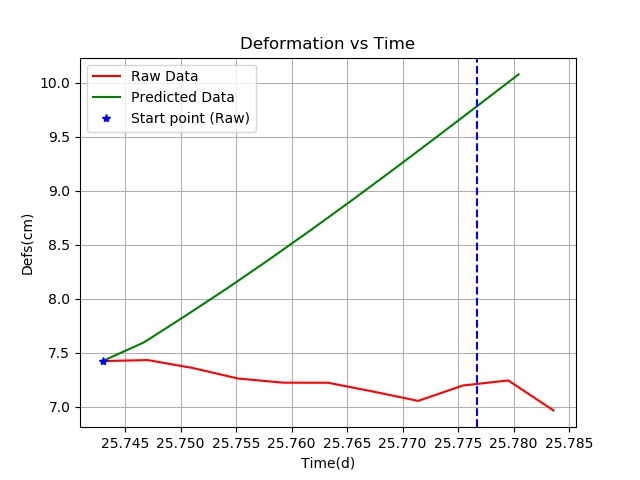 Deformation vs Time
Raw Data
Predicted Data
Start point (Raw)
Defs(cm)
10.0
9.5
9.0
8.5
8.0
7.5
7.0
25.745 25.750 25.755 25.760 25.765 25.770 25.775 25.780 25.785
Time(d)